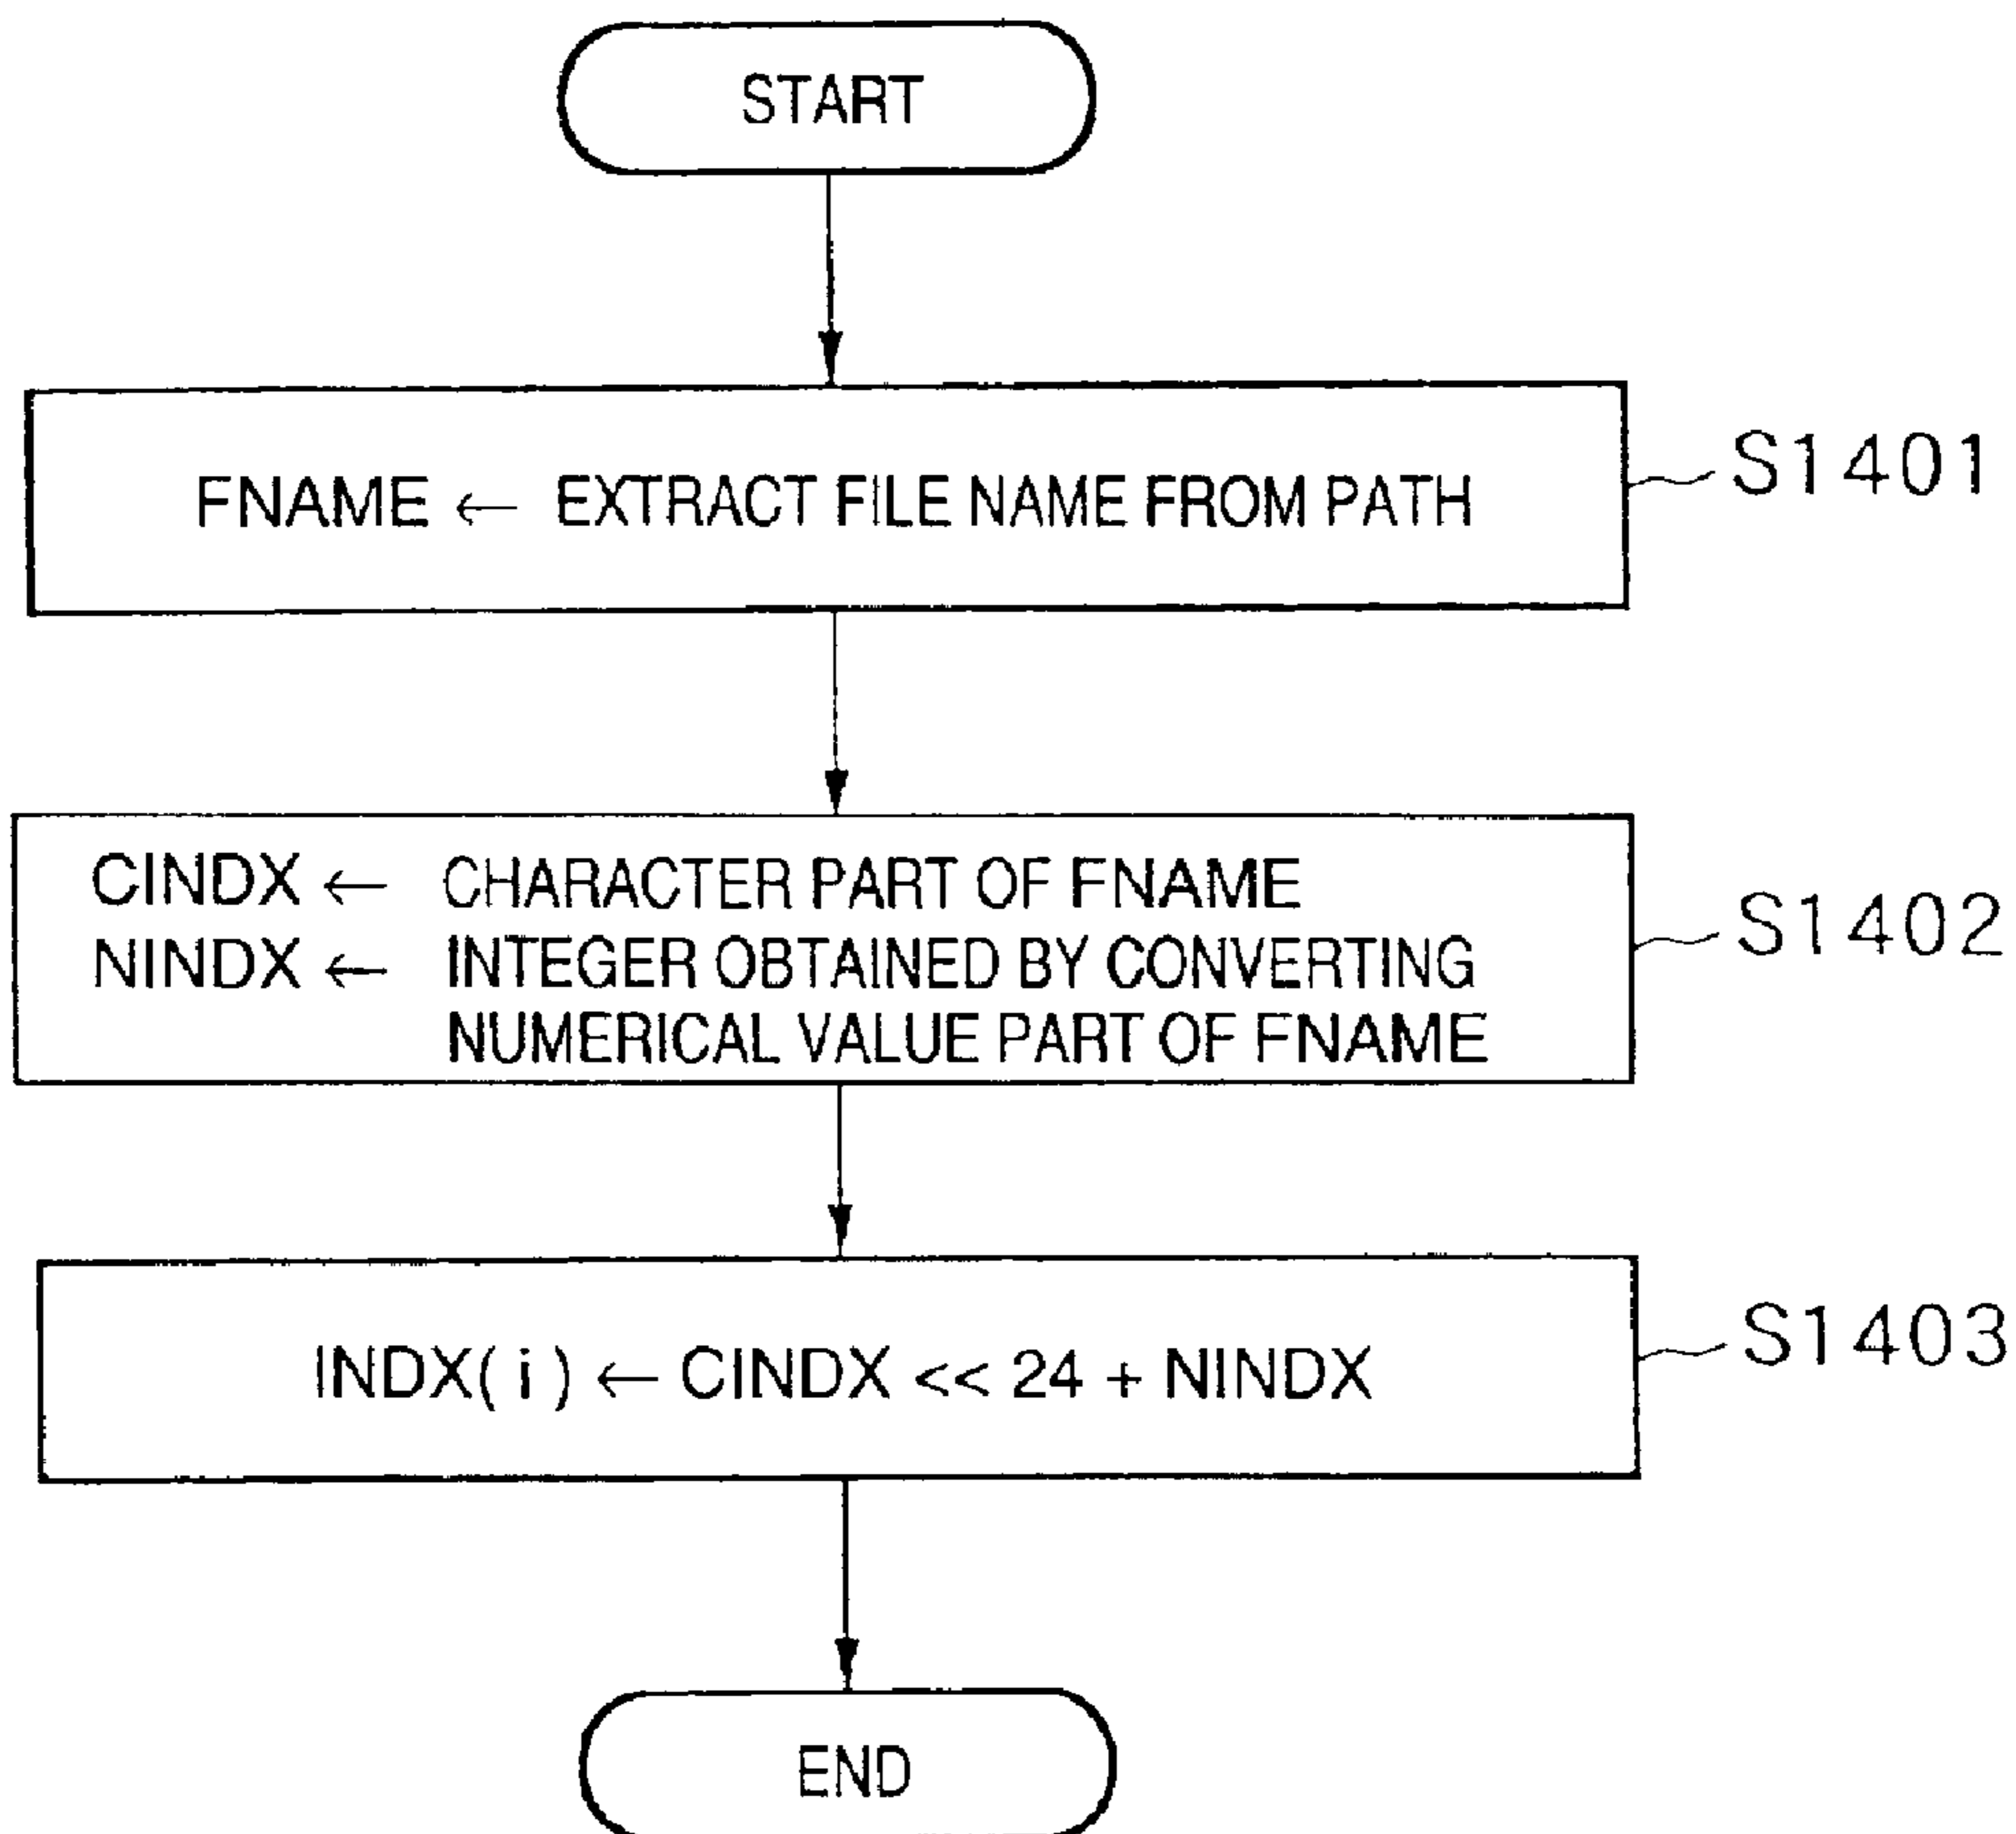 START
FNAME ← EXTRACT FILE NAME FROM PATH
S1401
CINDX ← CHARACTER PART OF FNAME
NINDX ← INTEGER OBTAINED BY CONVERTING
NUMERICAL VALUE PART OF FNAME
S1402
INDX( i ) ← CINDX << 24 + NINDX
S1403
END